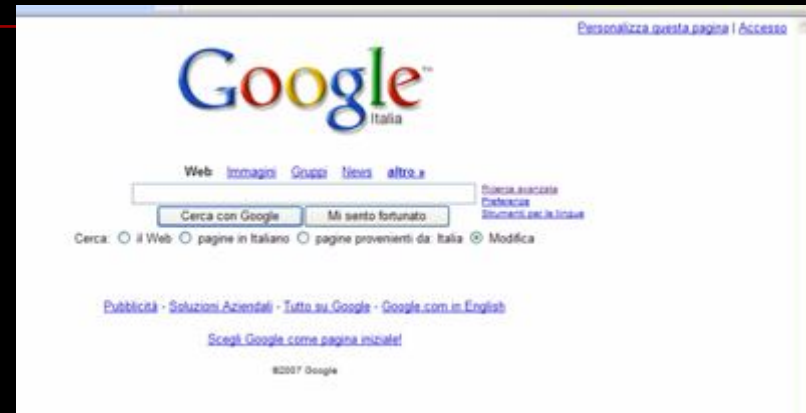 Personalizza questa pagina | Accesso
Google™
Italia
Web Immagini Gruppi News altro »
Ricerca avanzata
Preferenze
Strumenti per le lingue
Cerca con Google Mi sento fortunato
Cerca: il Web pagine in Italiano pagine provenienti da: Italia Modifica
Pubblicità - Soluzioni Aziendali - Tutto su Google - Google.com in English
Scegli Google come pagina iniziale!
©2007 Google